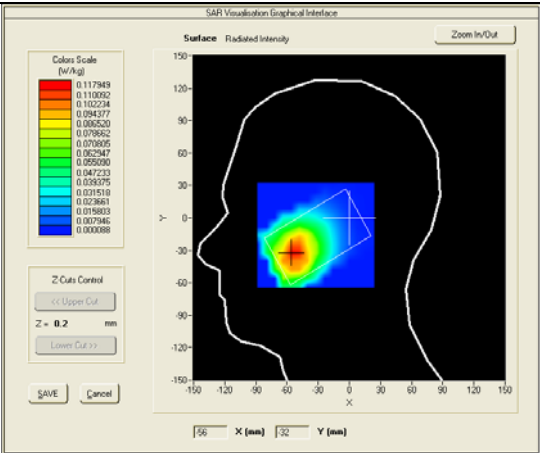 SAR Visualisation Graphical Interface
Surface Radiated Intensity
Zoom In/Out
Colors Scale
(W/kg)
0.117949
0.110092
0.102234
0.094377
0.086520
0.078662
0.070805
0.062947
0.055090
0.047233
0.039375
0.031518
0.023661
0.015803
0.007946
0.000088
Z-Cuts Control
<< Upper Cut
Z = 0.2 mm
Lower Cut >>
SAVE Cancel
150-
120-
90-
60-
30-
0-
-30-
-60-
-90-
-120-
-150-
Y
-150 -120 -90 -60 -30 0 30 60 90 120 150
X
-56 X (mm) -32 Y (mm)